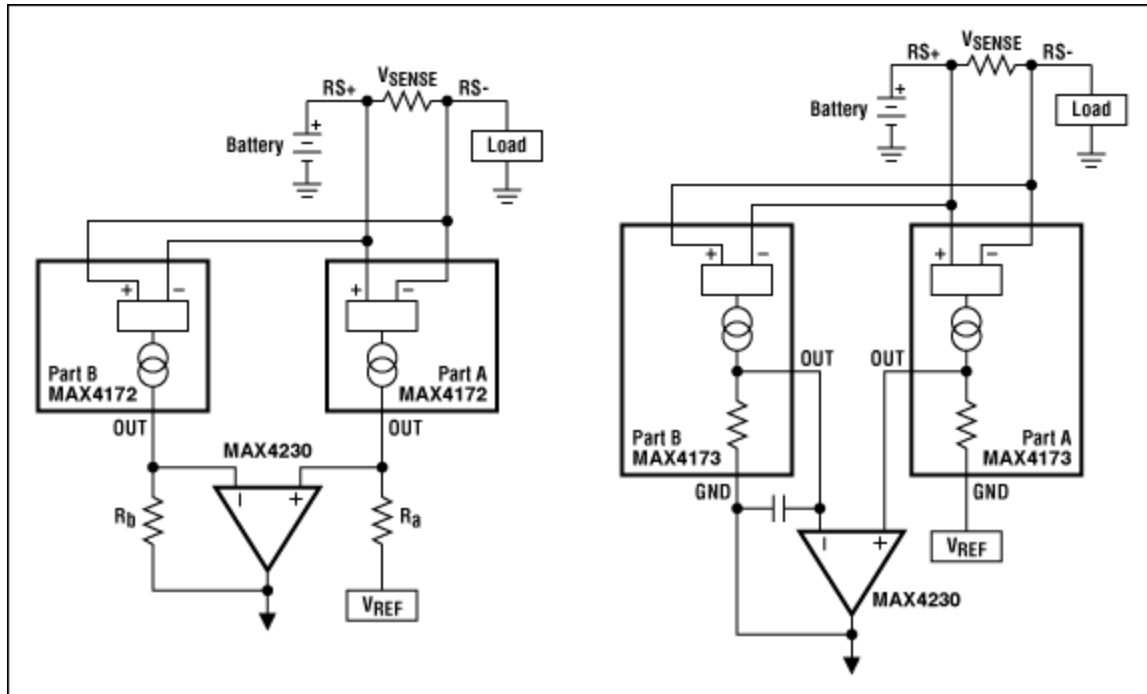 RS+
VSENSE
RS-
Battery
+
-
Load
+
-
+
-
Part B
MAX4172
Part A
MAX4172
OUT
OUT
MAX4230
-
+
Rb
Ra
VREF
RS+
VSENSE
RS-
Battery
+
-
Load
+
-
+
-
OUT
OUT
Part B
MAX4173
Part A
MAX4173
GND
GND
-
+
VREF
MAX4230